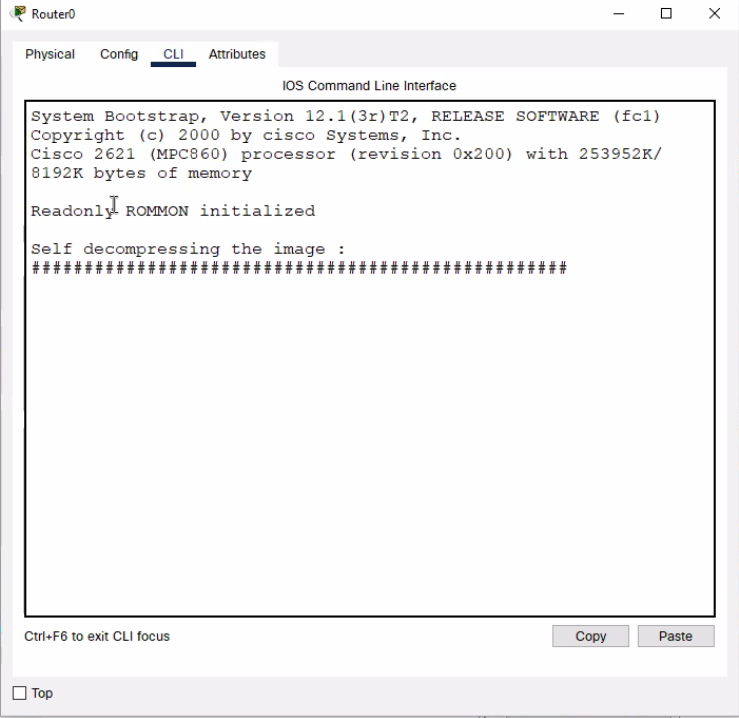 Router0
Physical Config CLI Attributes
IOS Command Line Interface
System Bootstrap, Version 12.1(3r)T2, RELEASE SOFTWARE (fc1)
Copyright (c) 2000 by cisco Systems, Inc.
Cisco 2621 (MPC860) processor (revision 0x200) with 253952K/
8192K bytes of memory
Readonly ROMMON initialized
Self decompressing the image :
###################################################
Ctrl+F6 to exit CLI focus
Copy Paste
Top